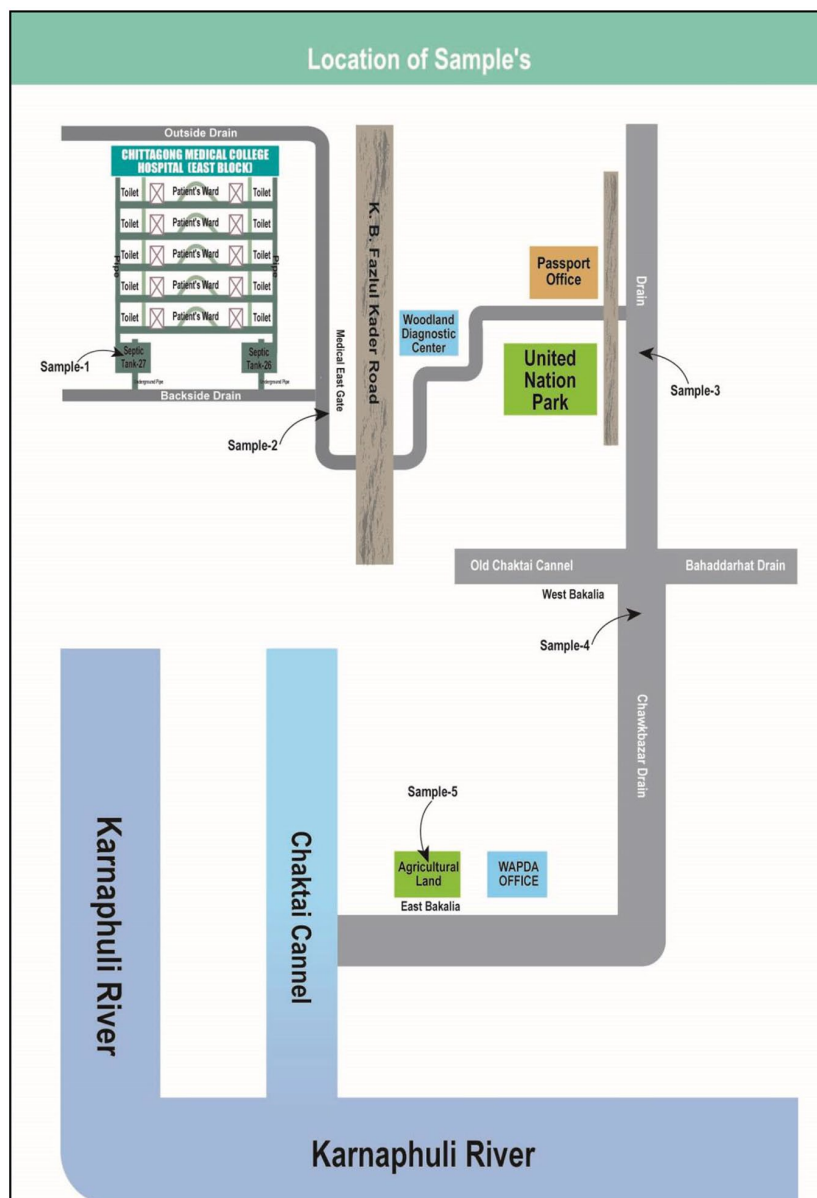 Location of Sample's
Outside Drain
CHITTAGONG MEDICAL COLLEGE
HOSPITAL (EAST BLOCK)
Toilet Patient's Ward Toilet
Toilet Patient's Ward Toilet
Toilet Patient's Ward Toilet
Toilet Patient's Ward Toilet
Toilet Patient's Ward Toilet
Pipe
Pipe
Sample-1
Septic
Tank-27
Septic
Tank-26
Underground Pipe
Underground Pipe
Backside Drain
Sample-2
Medical East Gate
K. B. Fazlul Kader Road
Woodland
Diagnostic
Center
Passport
Office
United
Nation
Park
Drain
Sample-3
Old Chaktai Cannel
Bahaddarhat Drain
West Bakalia
Sample-4
Chawkbazar Drain
Sample-5
Agricultural
Land
East Bakalia
WAPDA
OFFICE
Chaktai Cannel
Karnaphuli River
Karnaphuli River